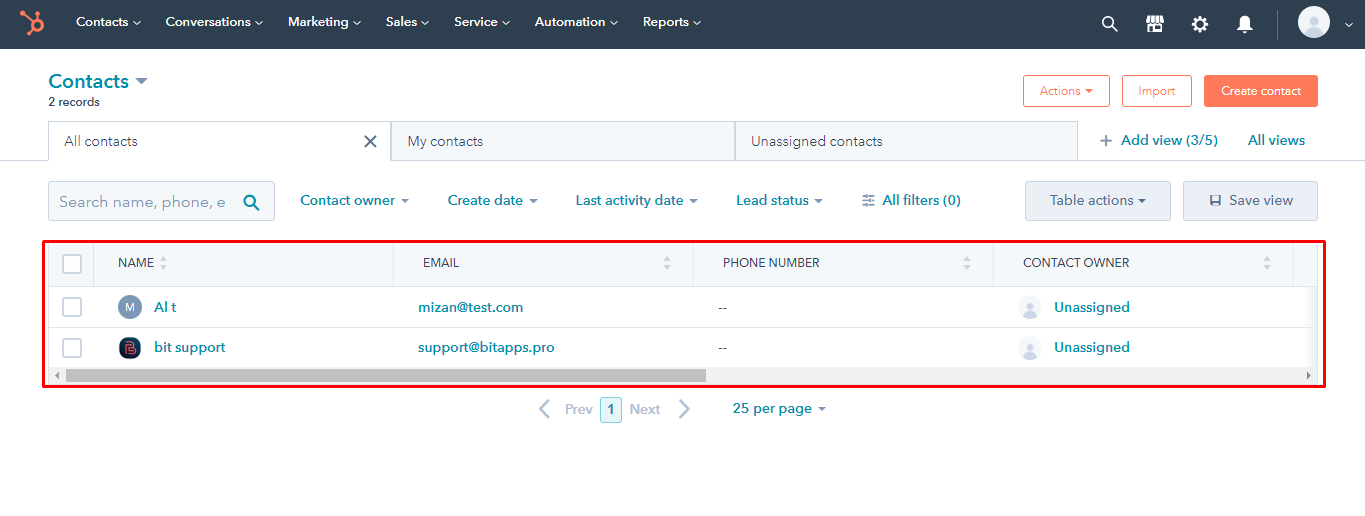 Contacts Conversations Marketing Sales Service Automation Reports
Contacts
2 records
Actions Import Create contact
All contacts My contacts Unassigned contacts + Add view (3/5) All views
Search name, phone, e Contact owner Create date Last activity date Lead status All filters (0) Table actions Save view
NAME EMAIL PHONE NUMBER CONTACT OWNER
M Al t mizan@test.com -- Unassigned
B bit support support@bitapps.pro -- Unassigned
Prev 1 Next 25 per page